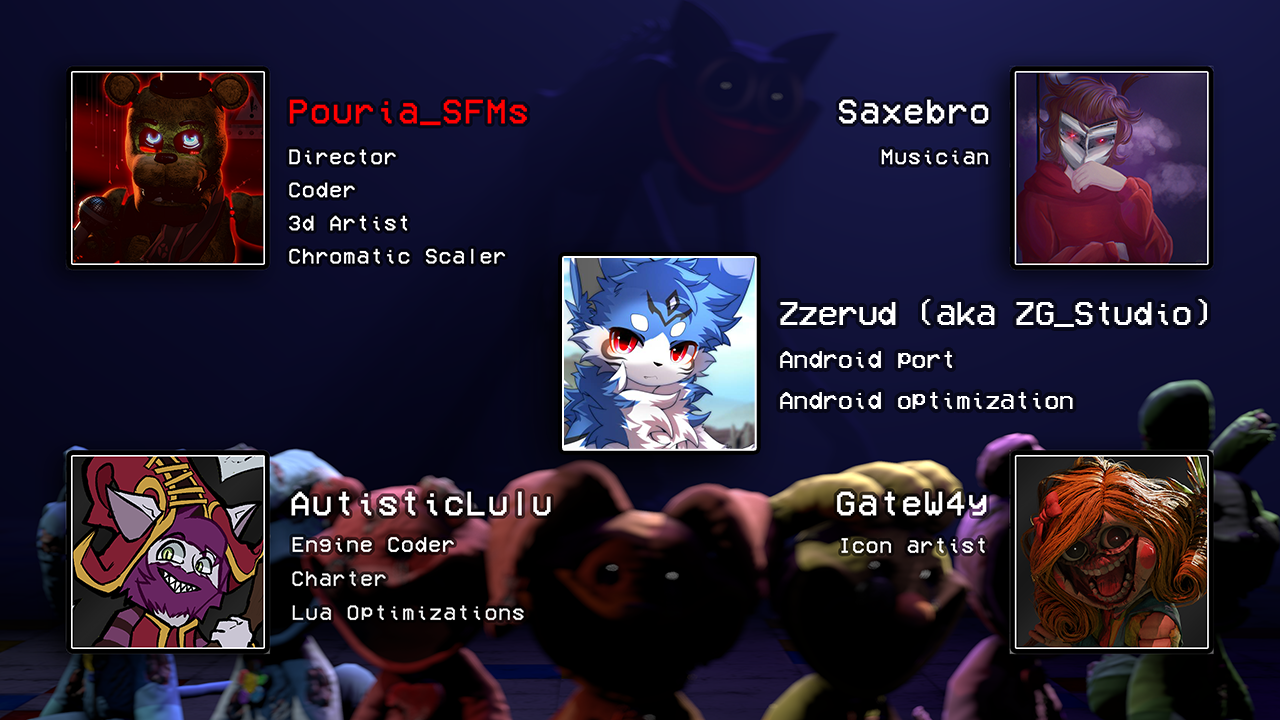 Pouria_SFMs
Director
Coder
3d Artist
Chromatic Scaler
Saxebro
Musician
Zzerud (aka ZG_Studio)
Android Port
Android optimization
AutisticLulu
Engine Coder
Charter
Lua Optimizations
GateW4y
Icon artist